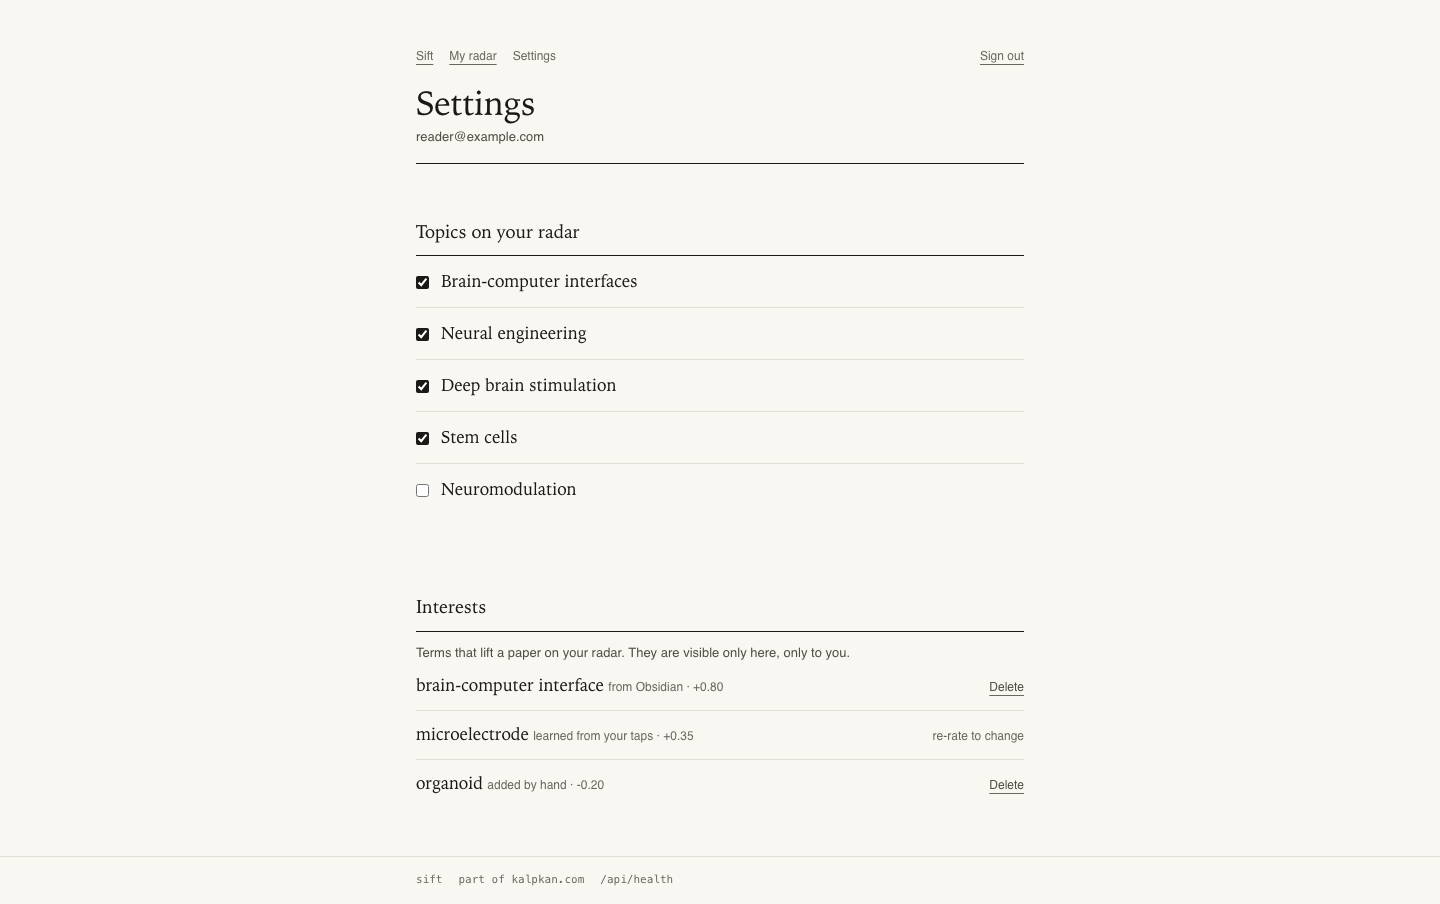 Sift My radar Settings Sign out
Settings
reader@example.com
Topics on your radar
Brain-computer interfaces
Neural engineering
Deep brain stimulation
Stem cells
Neuromodulation
Interests
Terms that lift a paper on your radar. They are visible only here, only to you.
brain-computer interface from Obsidian · +0.80 Delete
microelectrode learned from your taps · +0.35 re-rate to change
organoid added by hand · -0.20 Delete
sift part of kalpkan.com /api/health